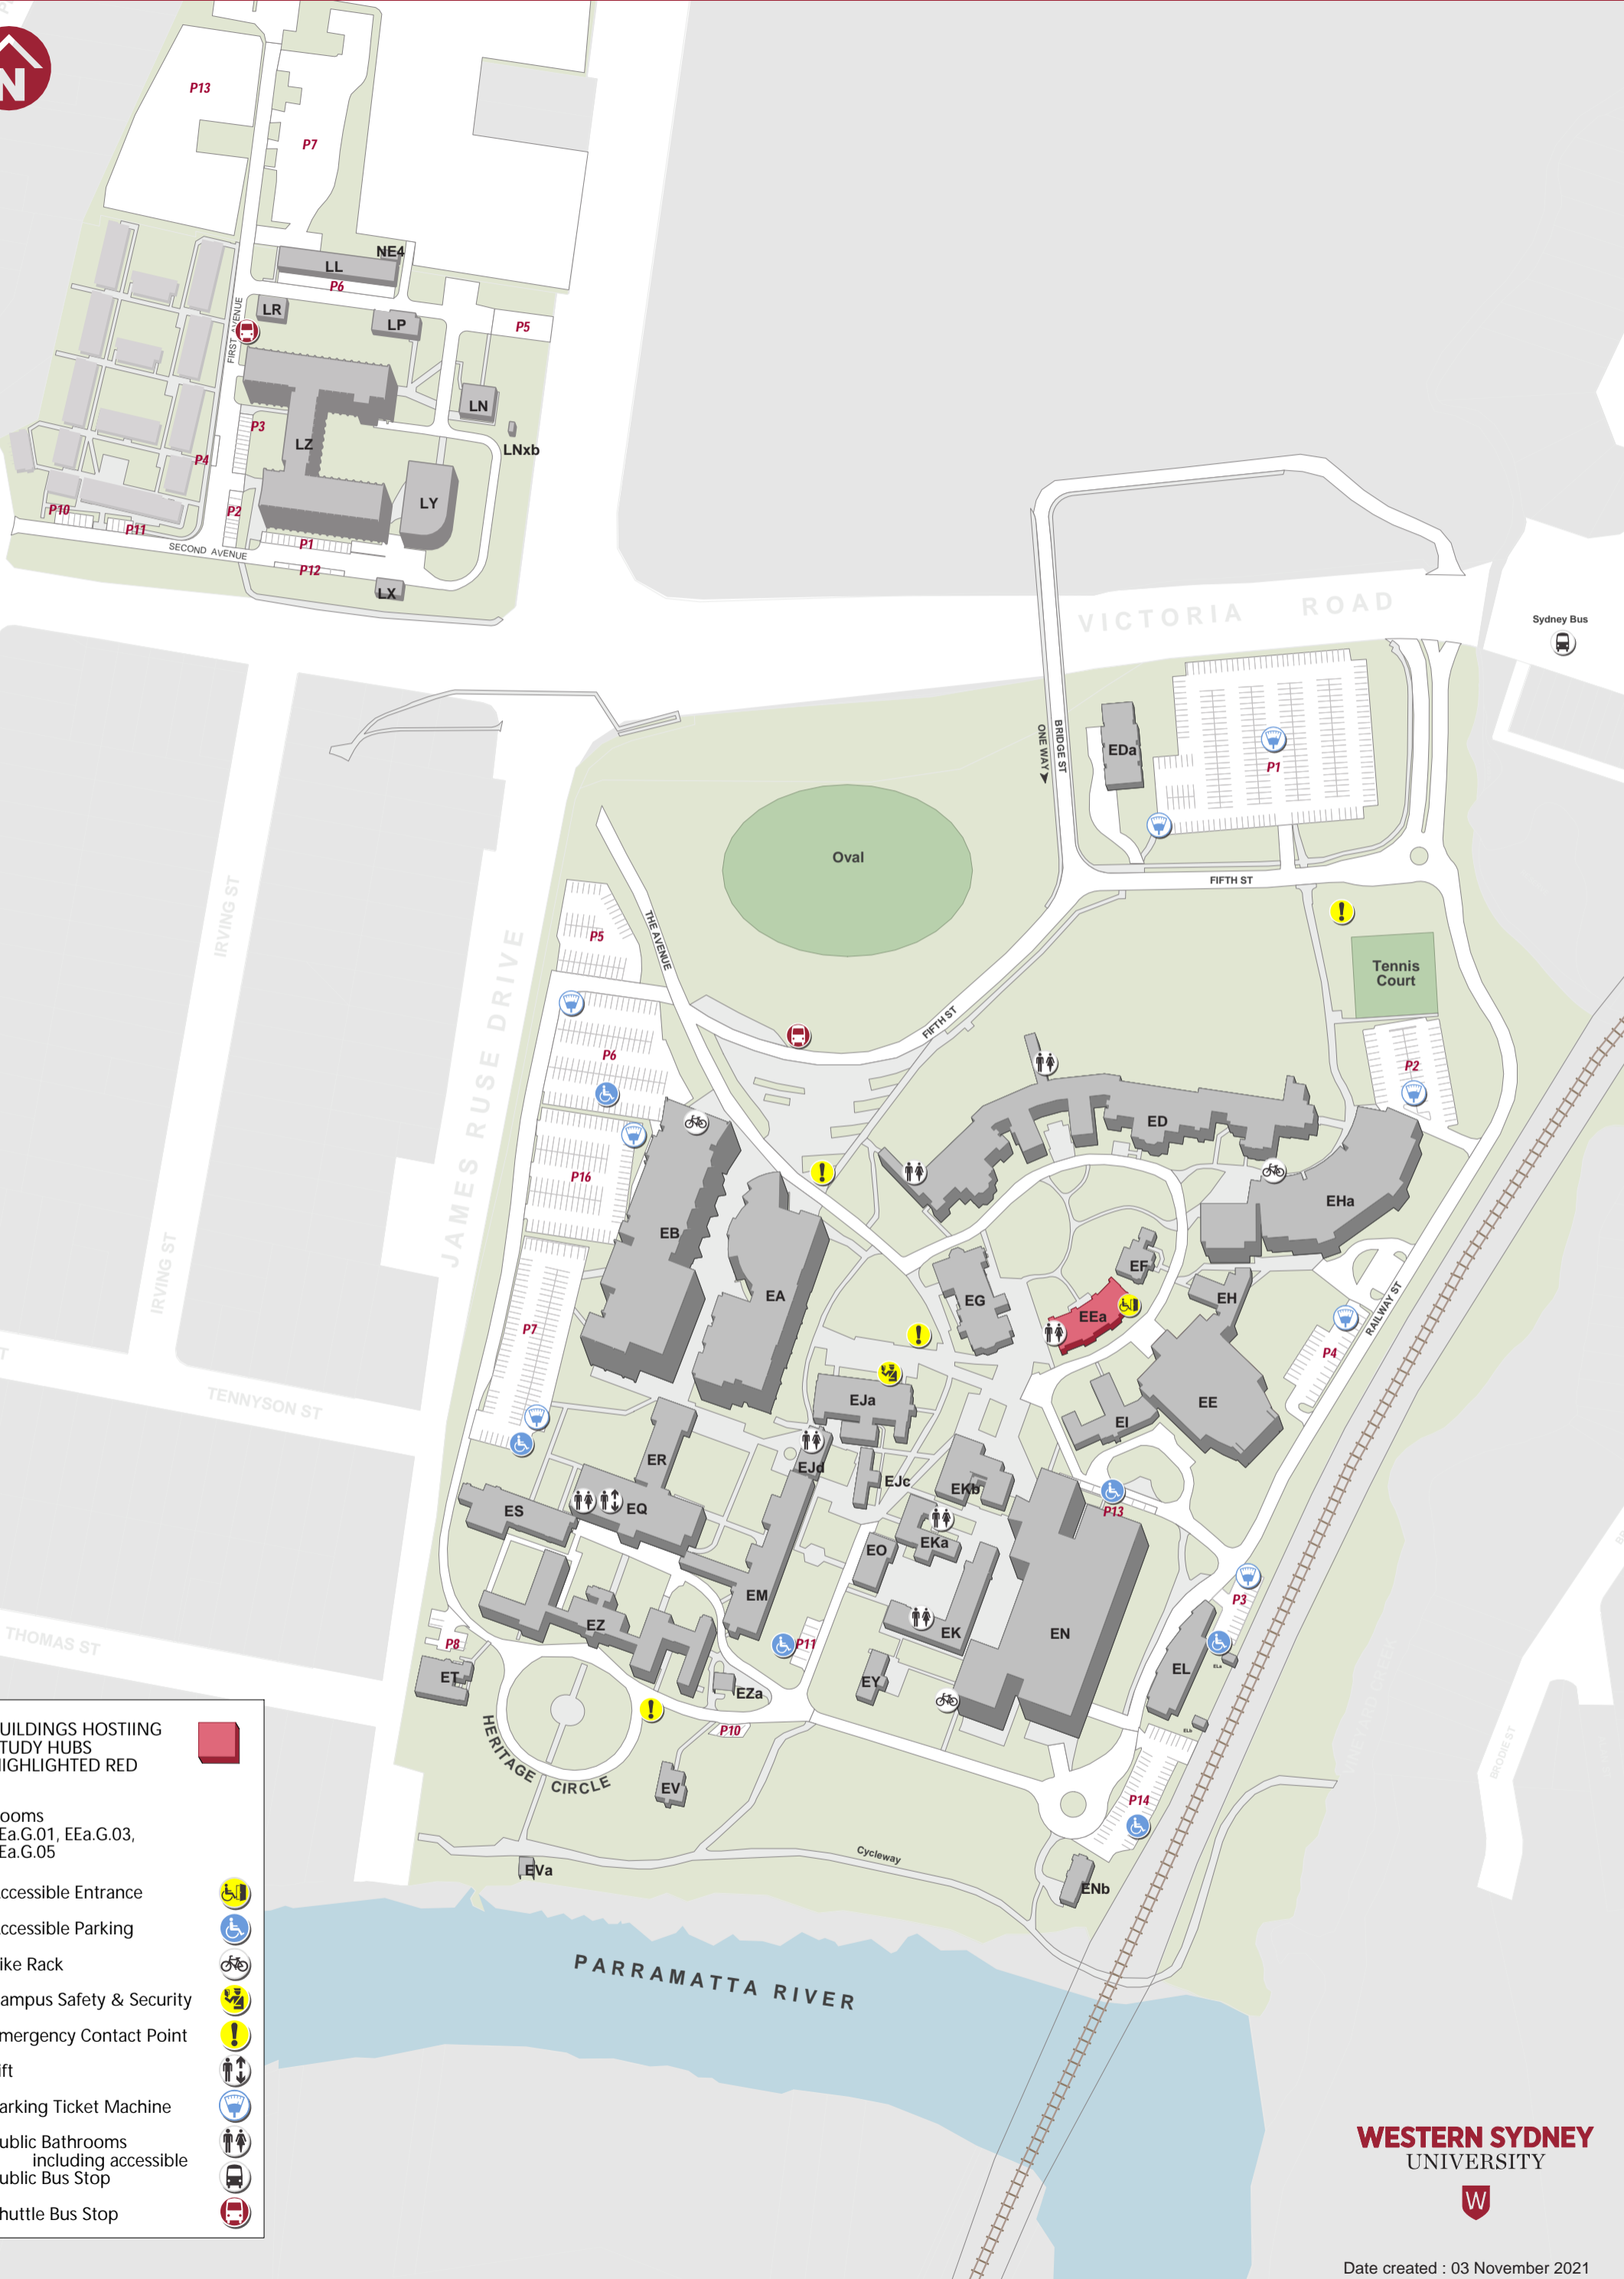 N
P13
P7
NE4
LL
P6
LR
LP
P5
FIRST AVENUE
LN
P3
LZ
LNxb
P4
LY
P10
P2
P11
P1
SECOND AVENUE
P12
LX
VICTORIA ROAD
Sydney Bus
BRIDGE ST
ONE WAY
EDa
P1
Oval
FIFTH ST
IRVING ST
THE AVENUE
P5
Tennis
Court
JAMES RUSE DRIVE
FIFTH ST
P6
P2
ED
P16
EHa
EB
EF
IRVING ST
EA
EG
EH
EEa
RAILWAY ST
P7
P4
TENNYSON ST
EJa
EE
EI
ER
EJd
EJc
EKb
ES
EQ
P13
EO
EKa
EM
P3
EZ
EK
EN
THOMAS ST
P8
P11
ET
EY
EL
ELa
EZa
P10
ELb
HERITAGE CIRCLE
EV
BRODIE ST
P14
Cycleway
EVa
ENb
PARRAMATTA RIVER
UILDINGS HOSTIING
TUDY HUBS
IGHLIGHTED RED
ooms
Ea.G.01, EEa.G.03,
Ea.G.05
ccessible Entrance
ccessible Parking
ike Rack
ampus Safety & Security
mergency Contact Point
ift
arking Ticket Machine
ublic Bathrooms
including accessible
ublic Bus Stop
huttle Bus Stop
WESTERN SYDNEY
UNIVERSITY
W
Date created : 03 November 2021